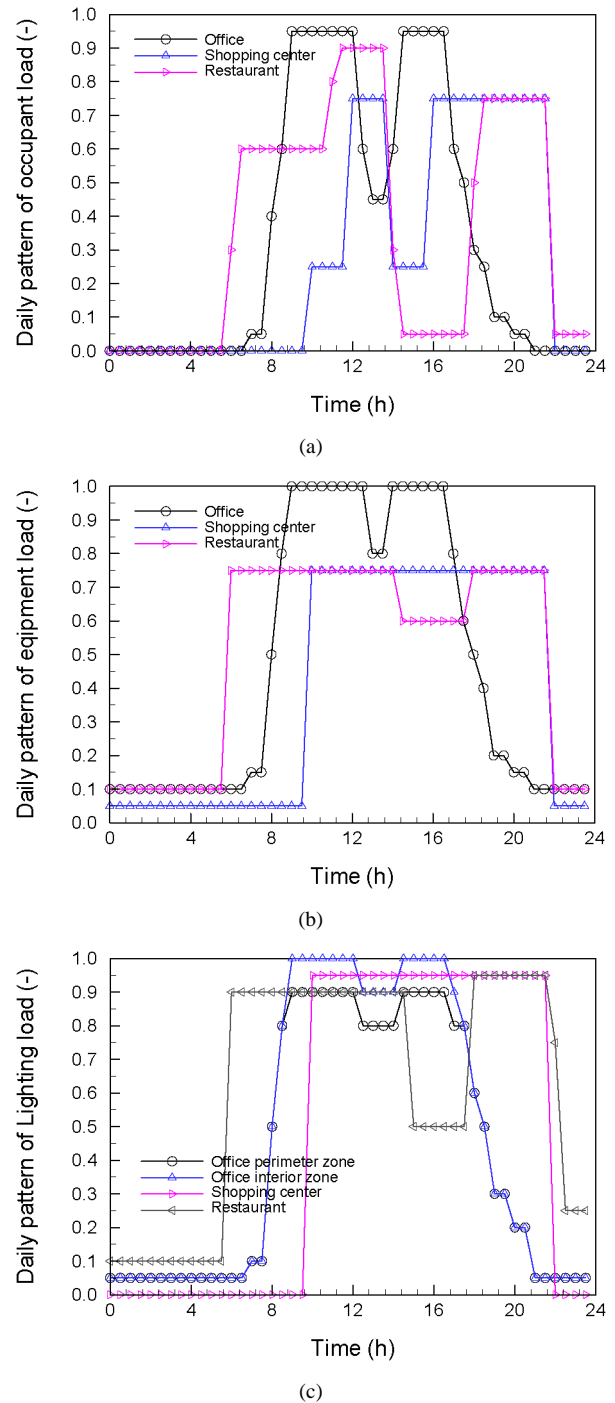 Daily pattern of occupant load (-)
1.0
0.9
0.8
0.7
0.6
0.5
0.4
0.3
0.2
0.1
0.0
Office
Shopping center
Restaurant
0 4 8 12 16 20 24
Time (h)
(a)
Daily pattern of eqipment load (-)
1.0
0.9
0.8
0.7
0.6
0.5
0.4
0.3
0.2
0.1
0.0
Office
Shopping center
Restaurant
0 4 8 12 16 20 24
Time (h)
(b)
Daily pattern of Lighting load (-)
1.0
0.9
0.8
0.7
0.6
0.5
0.4
0.3
0.2
0.1
0.0
Office perimeter zone
Office interior zone
Shopping center
Restaurant
0 4 8 12 16 20 24
Time (h)
(c)